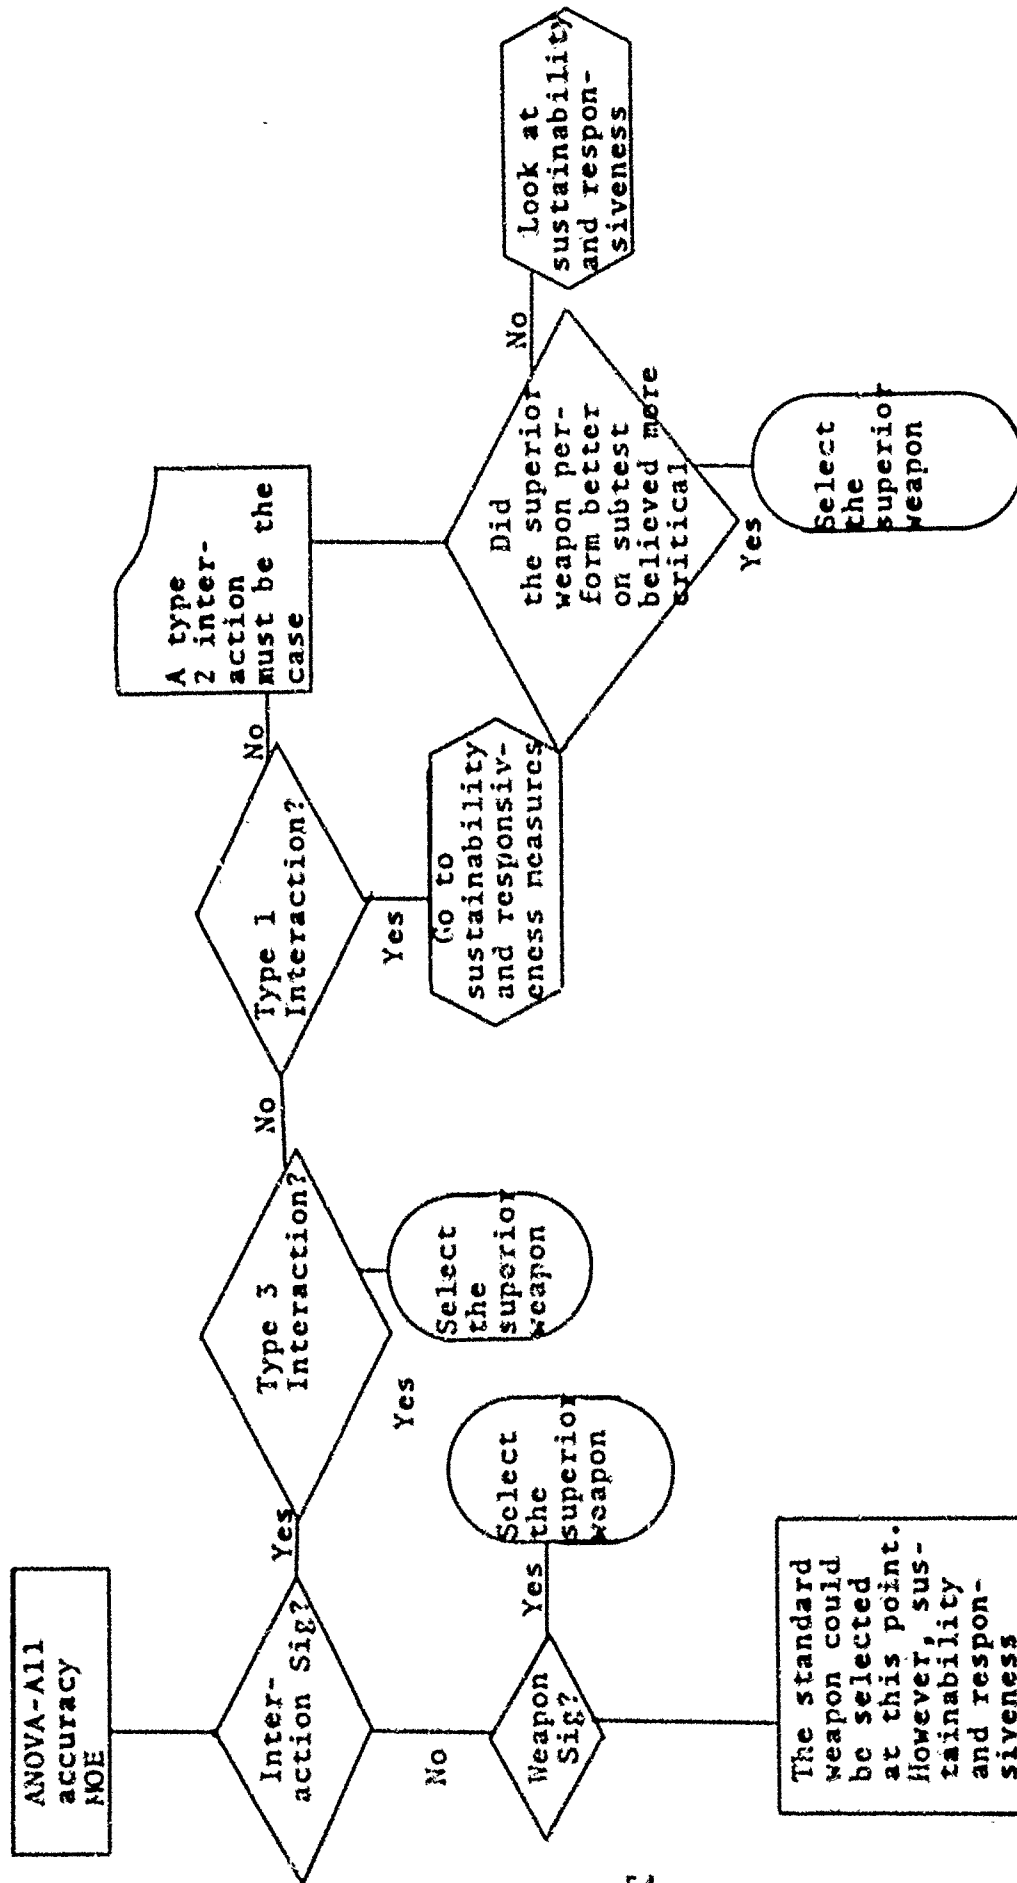 ANOVA-All
accuracy
MOE
Inter-
action Sig?
Yes
No
Weapon
Sig?
Yes
Select
the
superior
weapon
The standard
weapon could
be selected
at this point.
However, sus-
tainability
and respon-
siveness
Type 3
Interaction?
Yes
Select
the
superior
weapon
No
Type 1
Interaction?
Yes
Go to
sustainability
and responsiv-
eness measures
No
A type
2 inter-
action
must be the
case
Did
the superior
weapon per-
form better
on subtest
believed more
critical
Yes
Select
the
superior
weapon
No
Look at
sustainability
and respon-
siveness